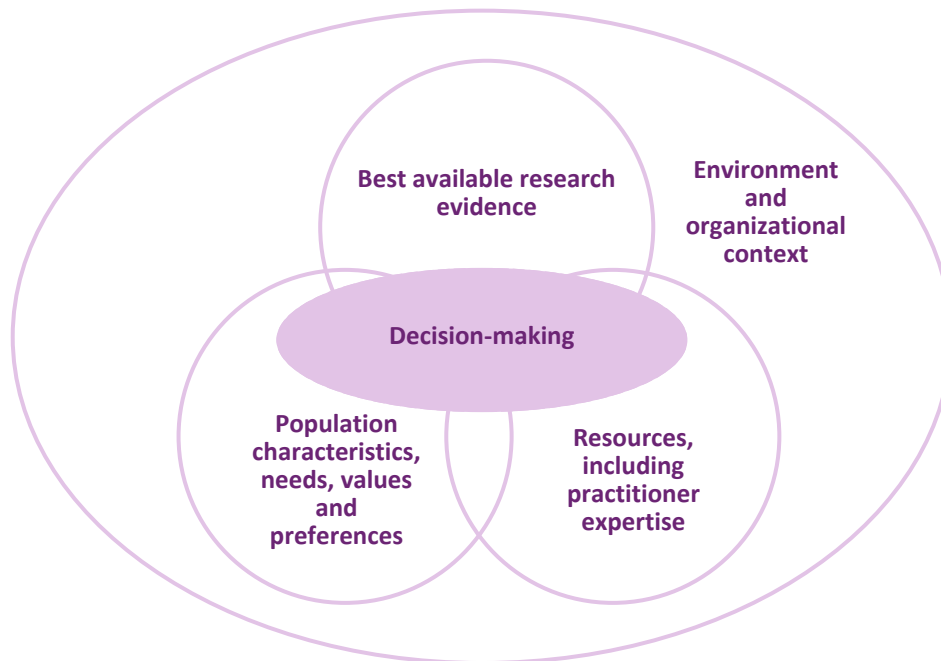 Best available research
evidence
Environment
and
organizational
context
Decision-making
Population
characteristics,
needs, values
and
preferences
Resources,
including
practitioner
expertise